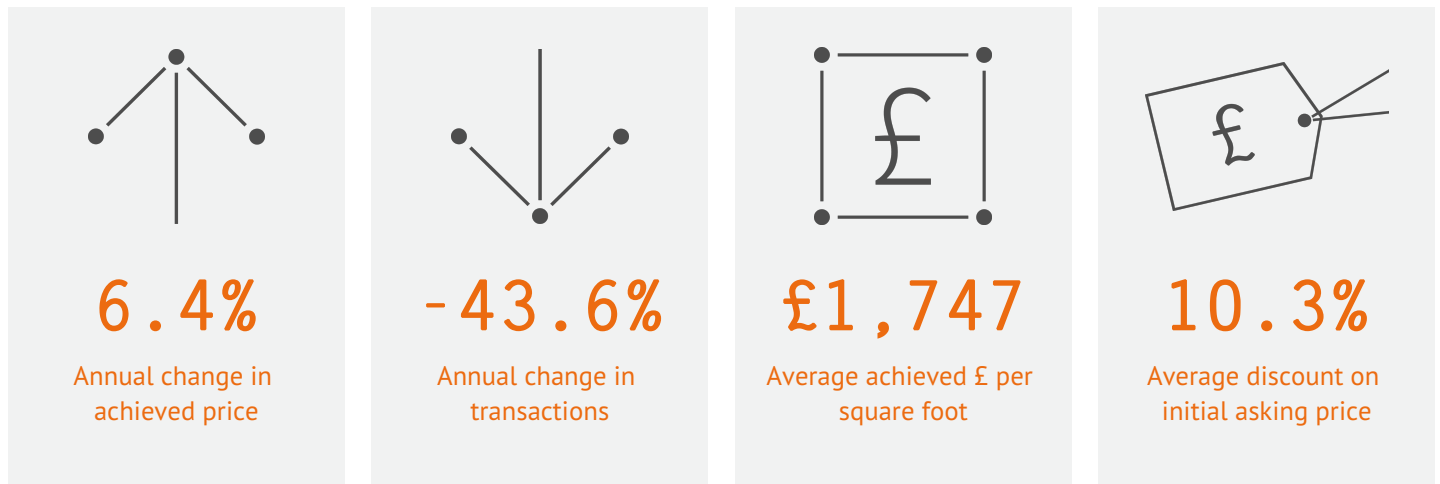 £
£
6.4%
Annual change in
achieved price
-43.6%
Annual change in
transactions
£1,747
Average achieved £ per
square foot
10.3%
Average discount on
initial asking price